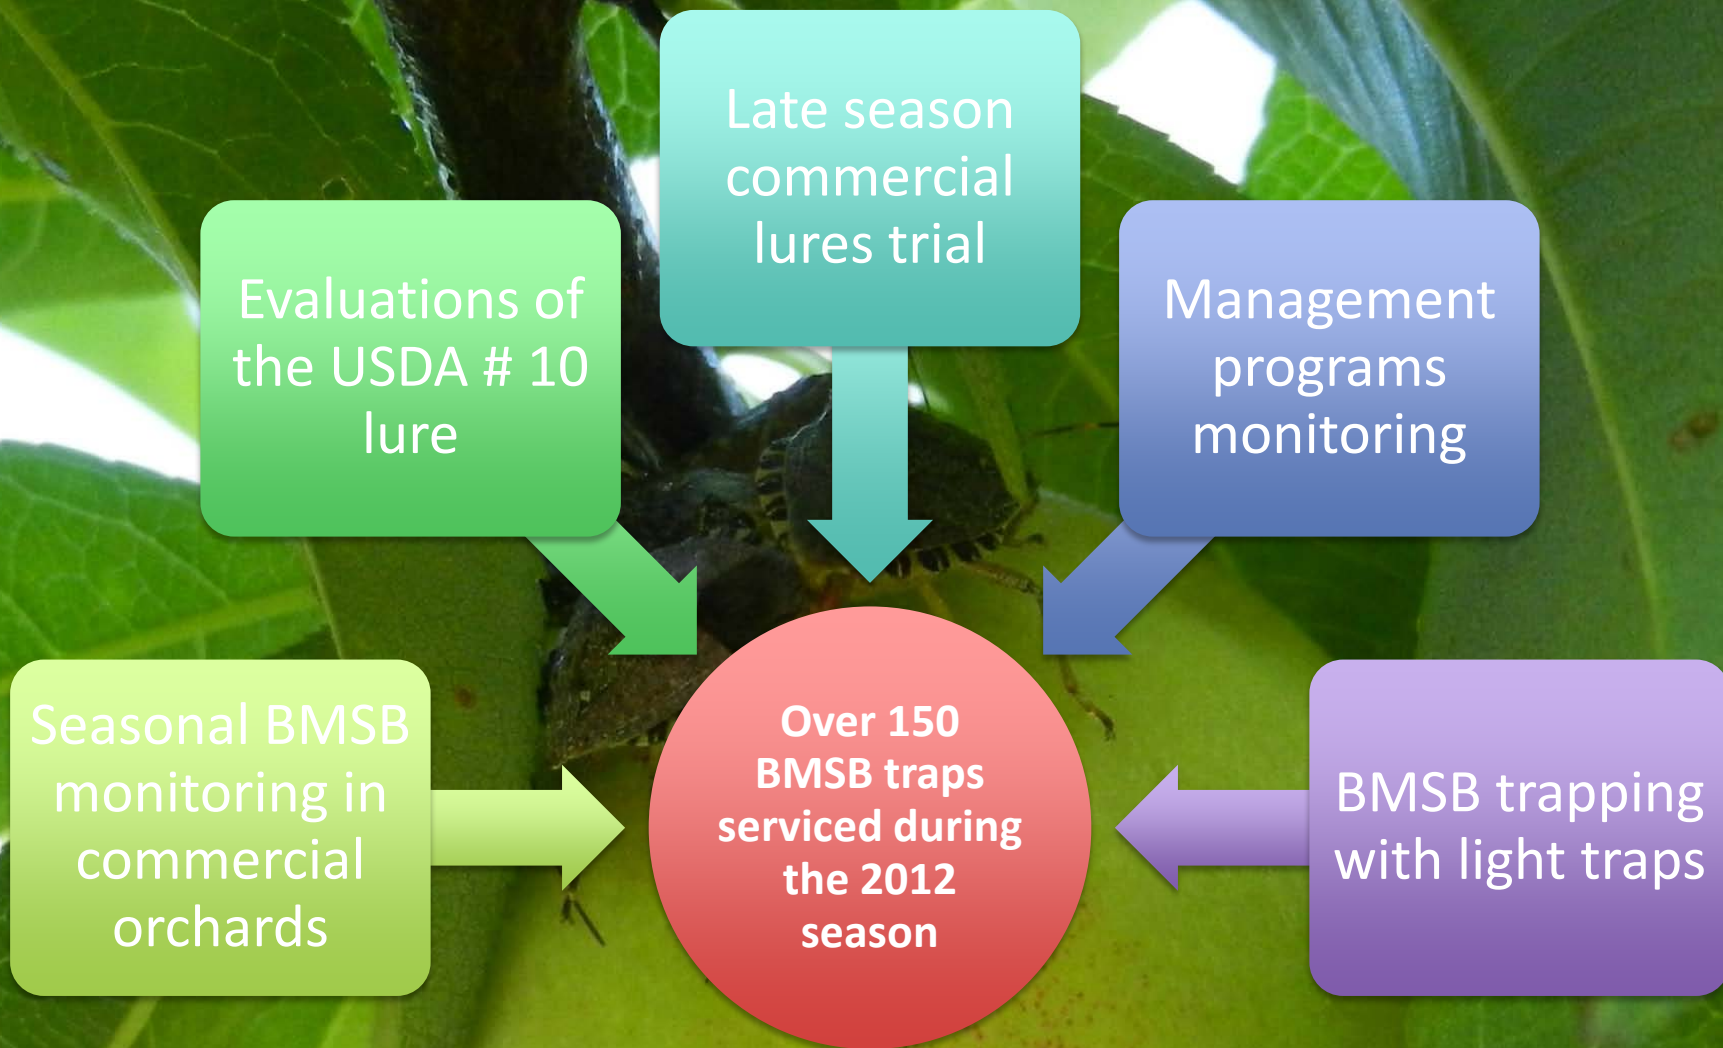 Late season
commercial
lures trial
Evaluations of
the USDA # 10
lure
Management
programs
monitoring
Seasonal BMSB
monitoring in
commercial
orchards
Over 150
BMSB traps
serviced during
the 2012
season
BMSB trapping
with light traps